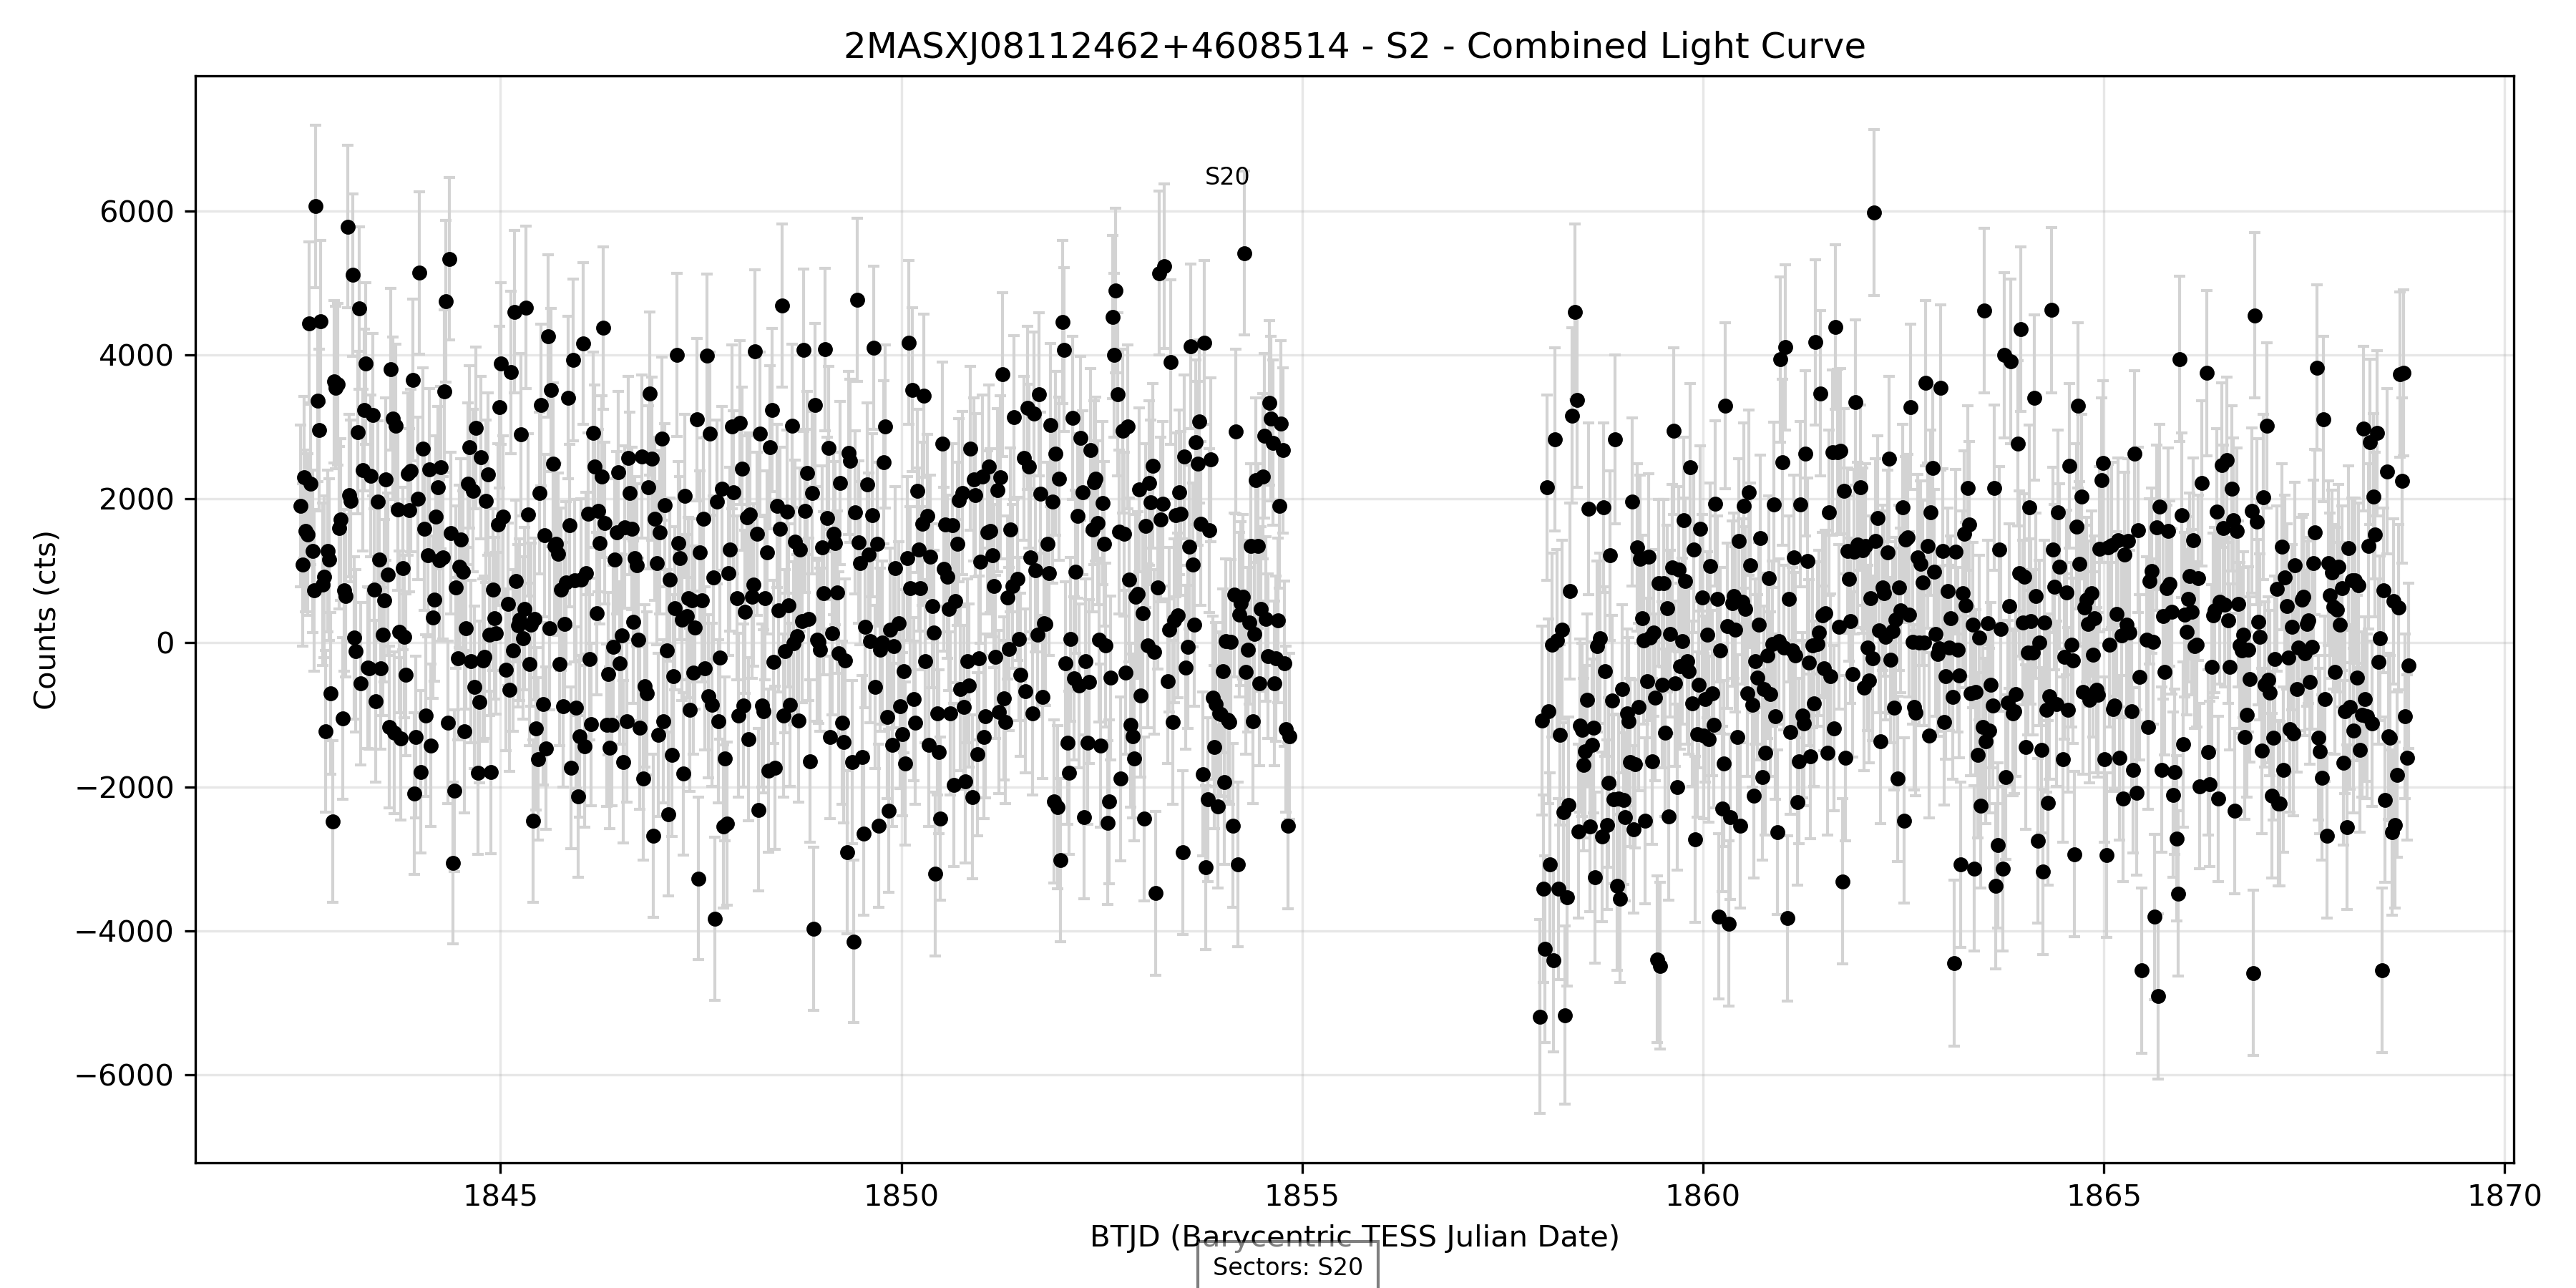 2MASXJ08112462+4608514 - S2 - Combined Light Curve
S20
6000
4000
2000
0
−2000
−4000
−6000
Counts (cts)
1845
1850
1855
1860
1865
1870
BTJD (Barycentric TESS Julian Date)
Sectors: S20